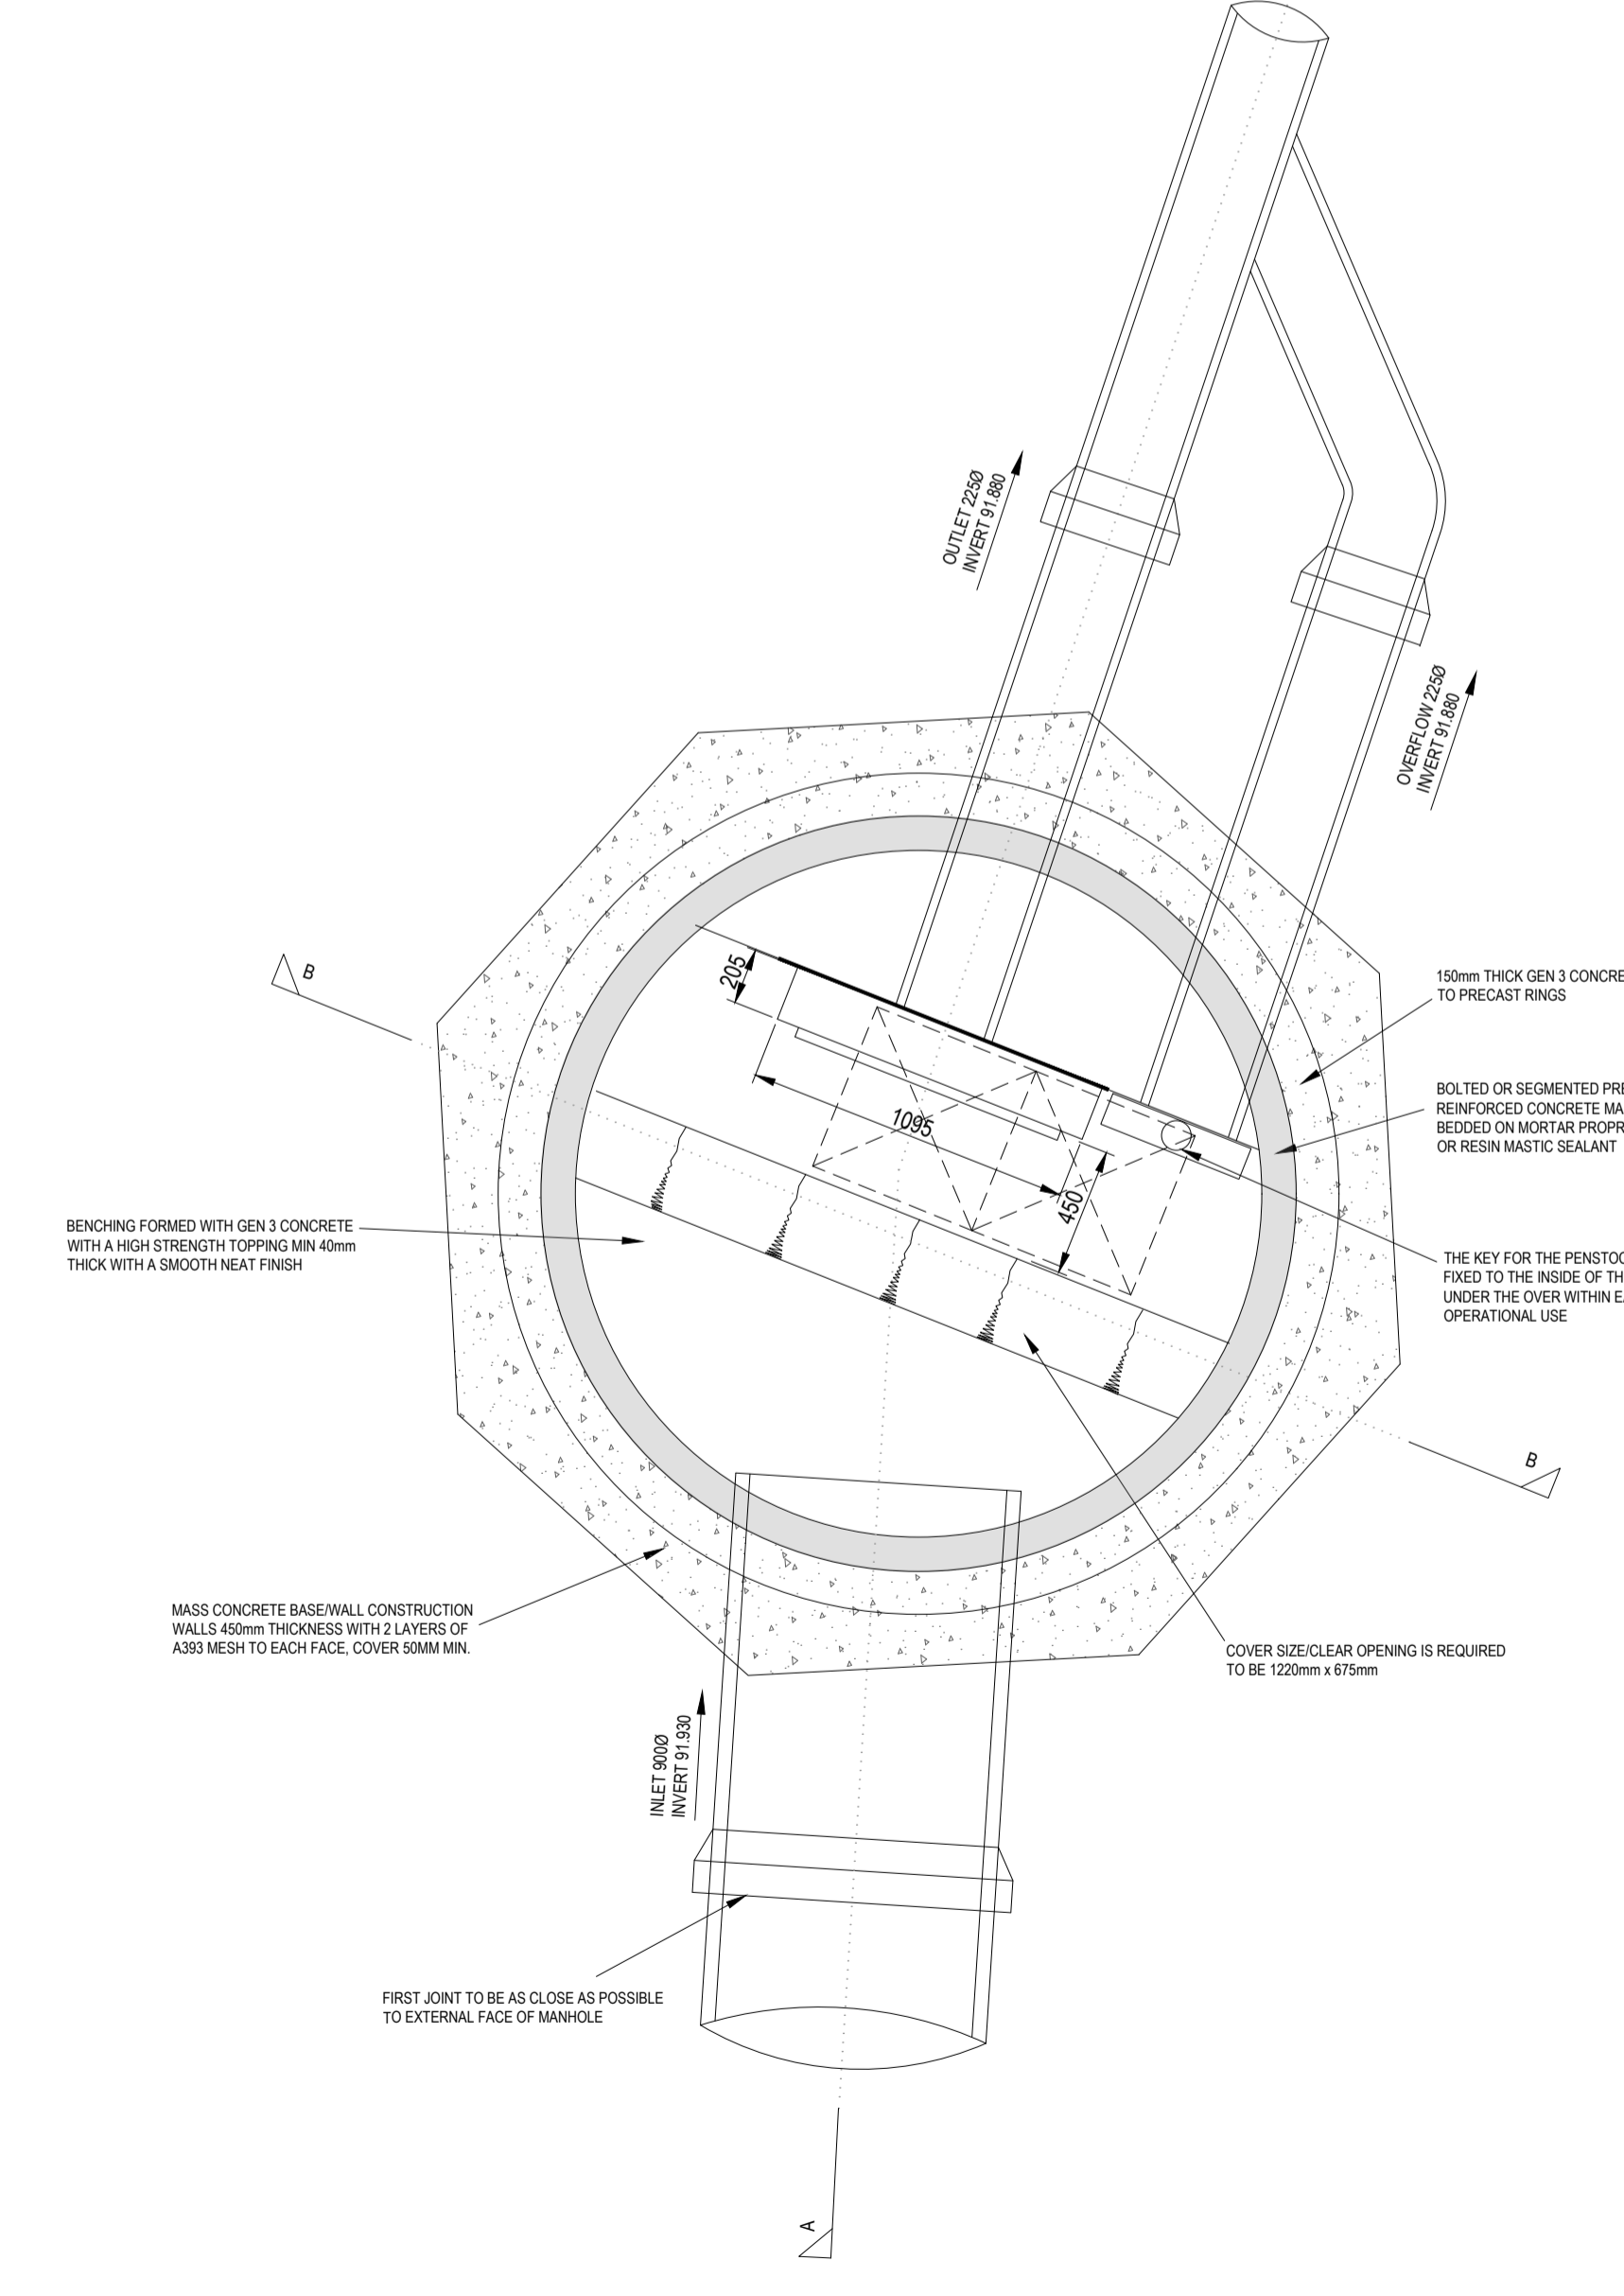 OUTLET 225Ø
INVERT 91.880
OVERFLOW 225Ø
INVERT 91.880
B
205
150mm THICK GEN 3 CONCRE
TO PRECAST RINGS
1095
BOLTED OR SEGMENTED PRE
REINFORCED CONCRETE MA
BEDDED ON MORTAR PROPR
OR RESIN MASTIC SEALANT
450
BENCHING FORMED WITH GEN 3 CONCRETE
WITH A HIGH STRENGTH TOPPING MIN 40mm
THICK WITH A SMOOTH NEAT FINISH
THE KEY FOR THE PENSTOC
FIXED TO THE INSIDE OF TH
UNDER THE OVER WITHIN EA
OPERATIONAL USE
B
MASS CONCRETE BASE/WALL CONSTRUCTION
WALLS 450mm THICKNESS WITH 2 LAYERS OF
A393 MESH TO EACH FACE, COVER 50MM MIN.
COVER SIZE/CLEAR OPENING IS REQUIRED
TO BE 1220mm x 675mm
INLET 900Ø
INVERT 91.930
FIRST JOINT TO BE AS CLOSE AS POSSIBLE
TO EXTERNAL FACE OF MANHOLE
A